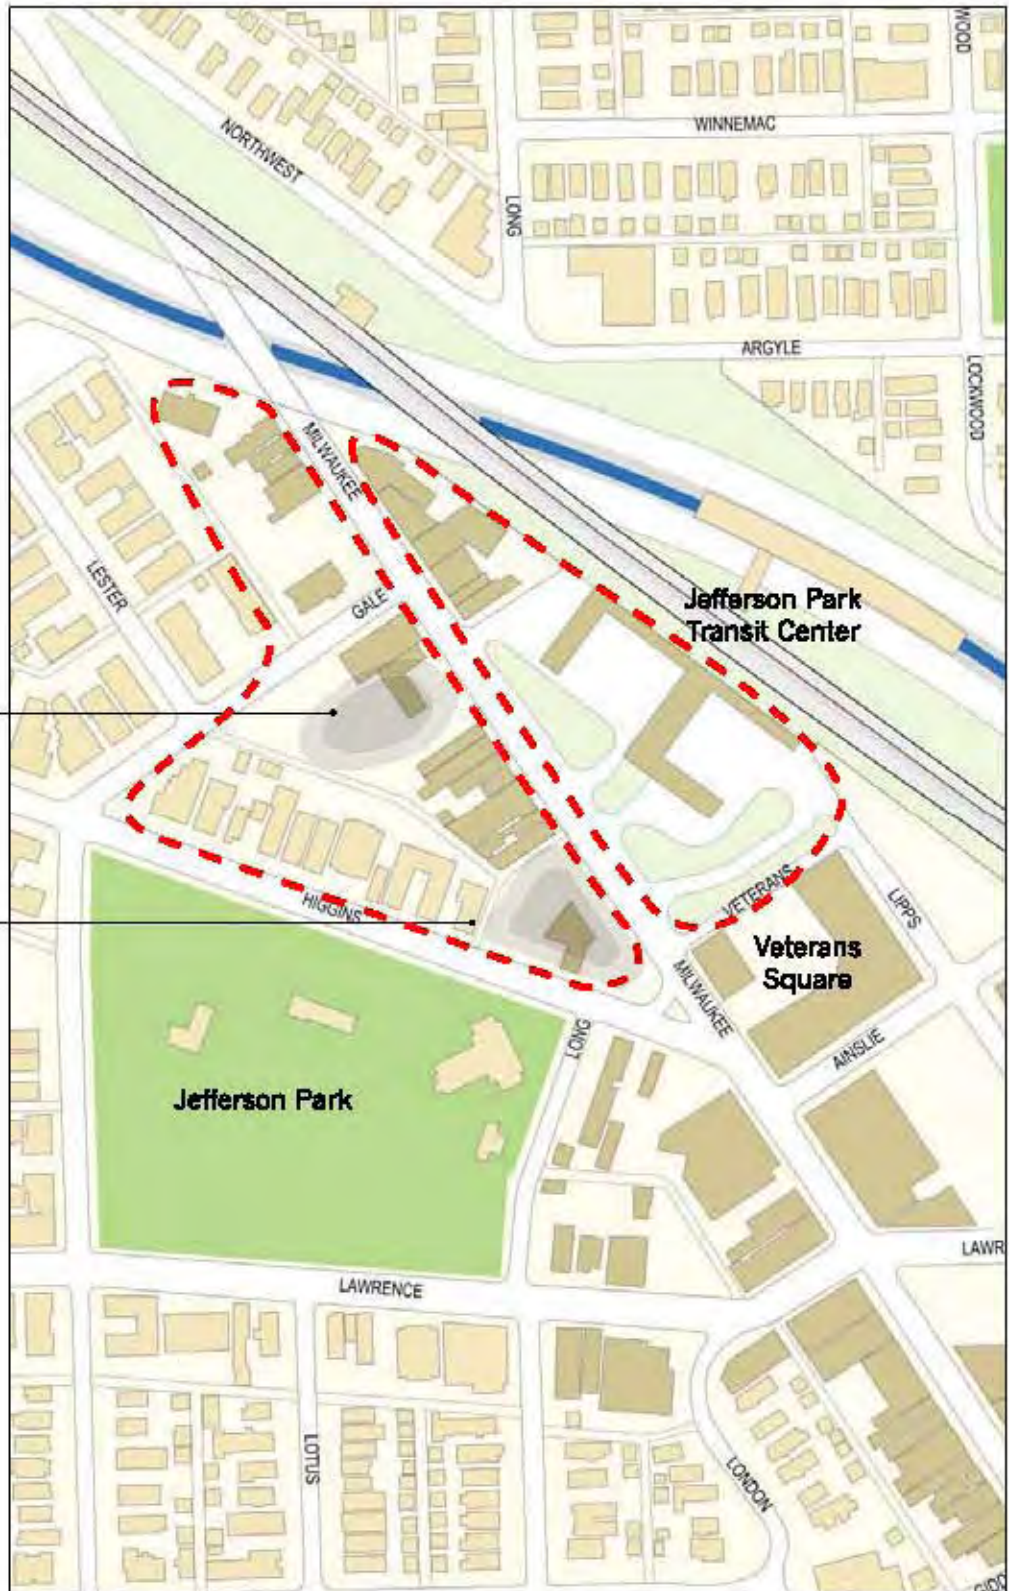 WOOD
WINNEMAC
NORTHWEST
LONG
ARGYLE
LOCKWOOD
MILWAUKEE
LESTER
GALE
Jefferson Park
Transit Center
VETERANS
LIPPS
HIGGINS
Veterans
Square
MILWAUKEE
LONG
AINSLIE
Jefferson Park
LAWR
LAWRENCE
LOTUS
LONDON
GIDD